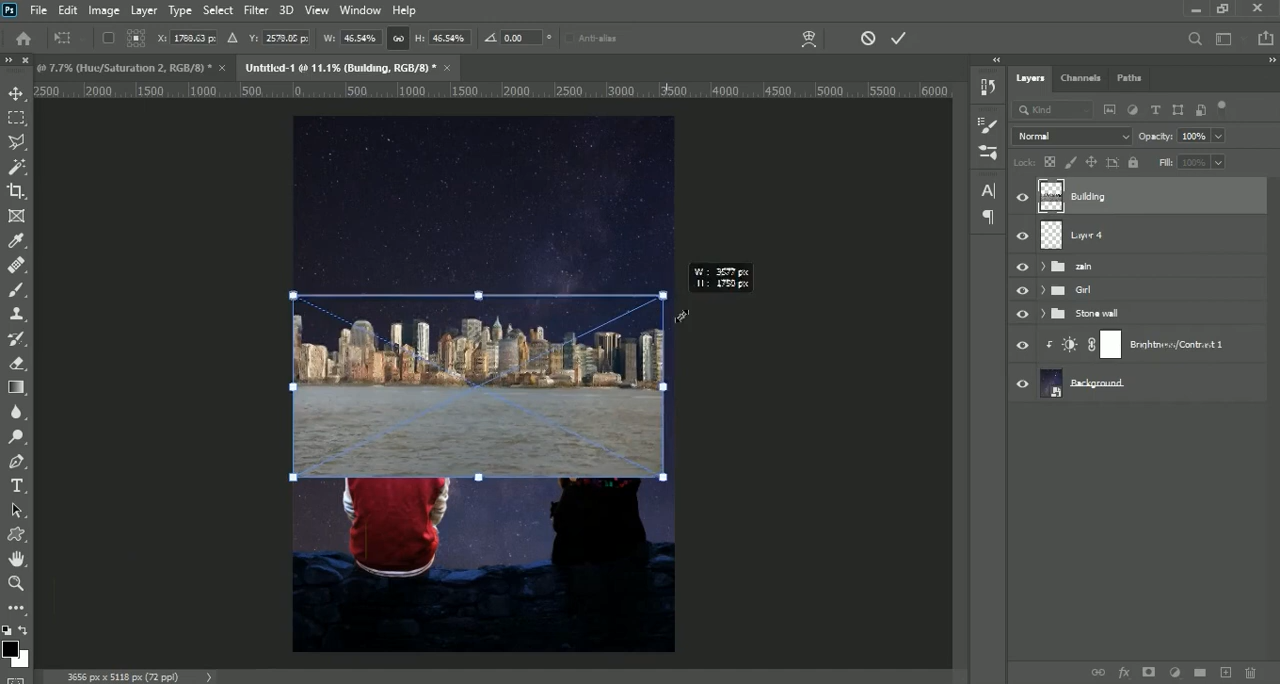 Ps File Edit Image Layer Type Select Filter 3D View Window Help
X: 1760.63 px Y: 2578.05 px W: 46.54% H: 46.54% 0.00 ° Anti-alias
@ 7.7% (Hue/Saturation 2, RGB/8) * × Untitled-1 @ 11.1% (Building, RGB/8) * ×
2500 2000 1500 1000 500 0 500 1000 1500 2000 2500 3000 3500 4000 4500 5000 5500 6000
Layers Channels Paths
Kind
Normal Opacity: 100%
Lock: Fill: 100%
Building
Layer 4
zain
Girl
Stone wall
Brightness/Contrast 1
Background
W : 3577 px
H : 1750 px
3656 px x 5118 px (72 ppi)